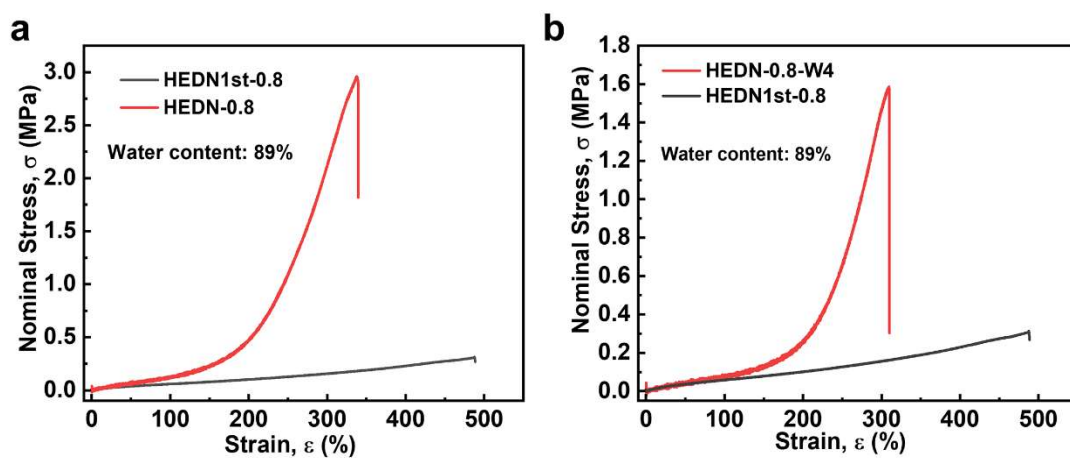 a
HEDN1st-0.8
HEDN-0.8
Water content: 89%
Nominal Stress, σ (MPa)
3.0
2.5
2.0
1.5
1.0
0.5
0.0
0 100 200 300 400 500
Strain, ε (%)
b
HEDN-0.8-W4
HEDN1st-0.8
Water content: 89%
Nominal Stress, σ (MPa)
1.8
1.6
1.4
1.2
1.0
0.8
0.6
0.4
0.2
0.0
0 100 200 300 400 500
Strain, ε (%)